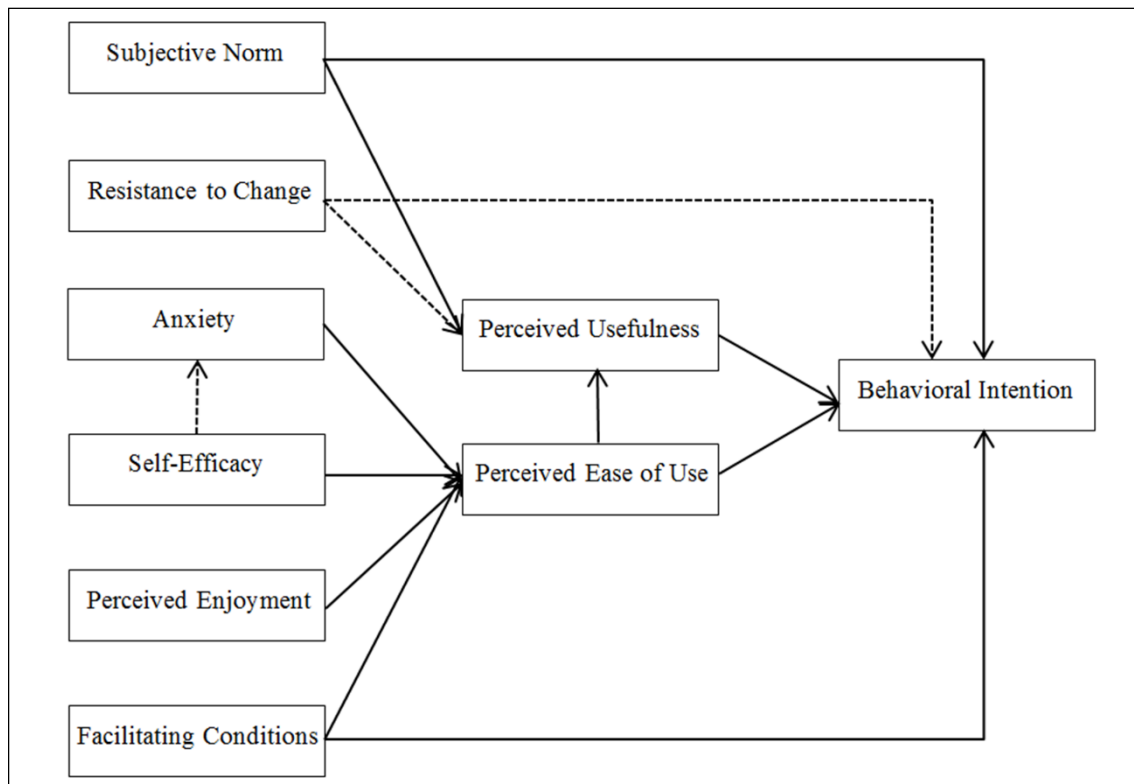 Subjective Norm
Resistance to Change
Anxiety
Perceived Usefulness
Behavioral Intention
Self-Efficacy
Perceived Ease of Use
Perceived Enjoyment
Facilitating Conditions